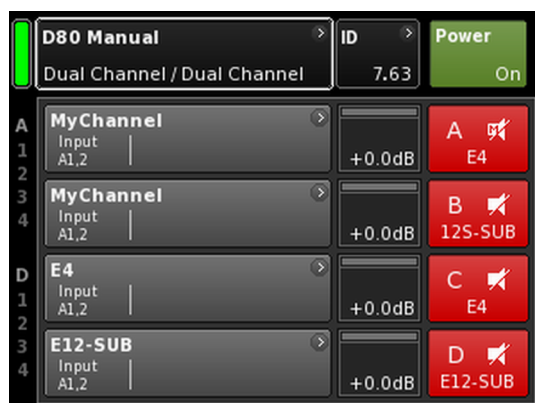 D80 Manual
Dual Channel / Dual Channel
ID
7.63
Power
On
A
1
2
3
4
D
1
2
3
4
MyChannel
Input
A1,2
+0.0dB
A
E4
MyChannel
Input
A1,2
+0.0dB
B
12S-SUB
E4
Input
A1,2
+0.0dB
C
E4
E12-SUB
Input
A1,2
+0.0dB
D
E12-SUB